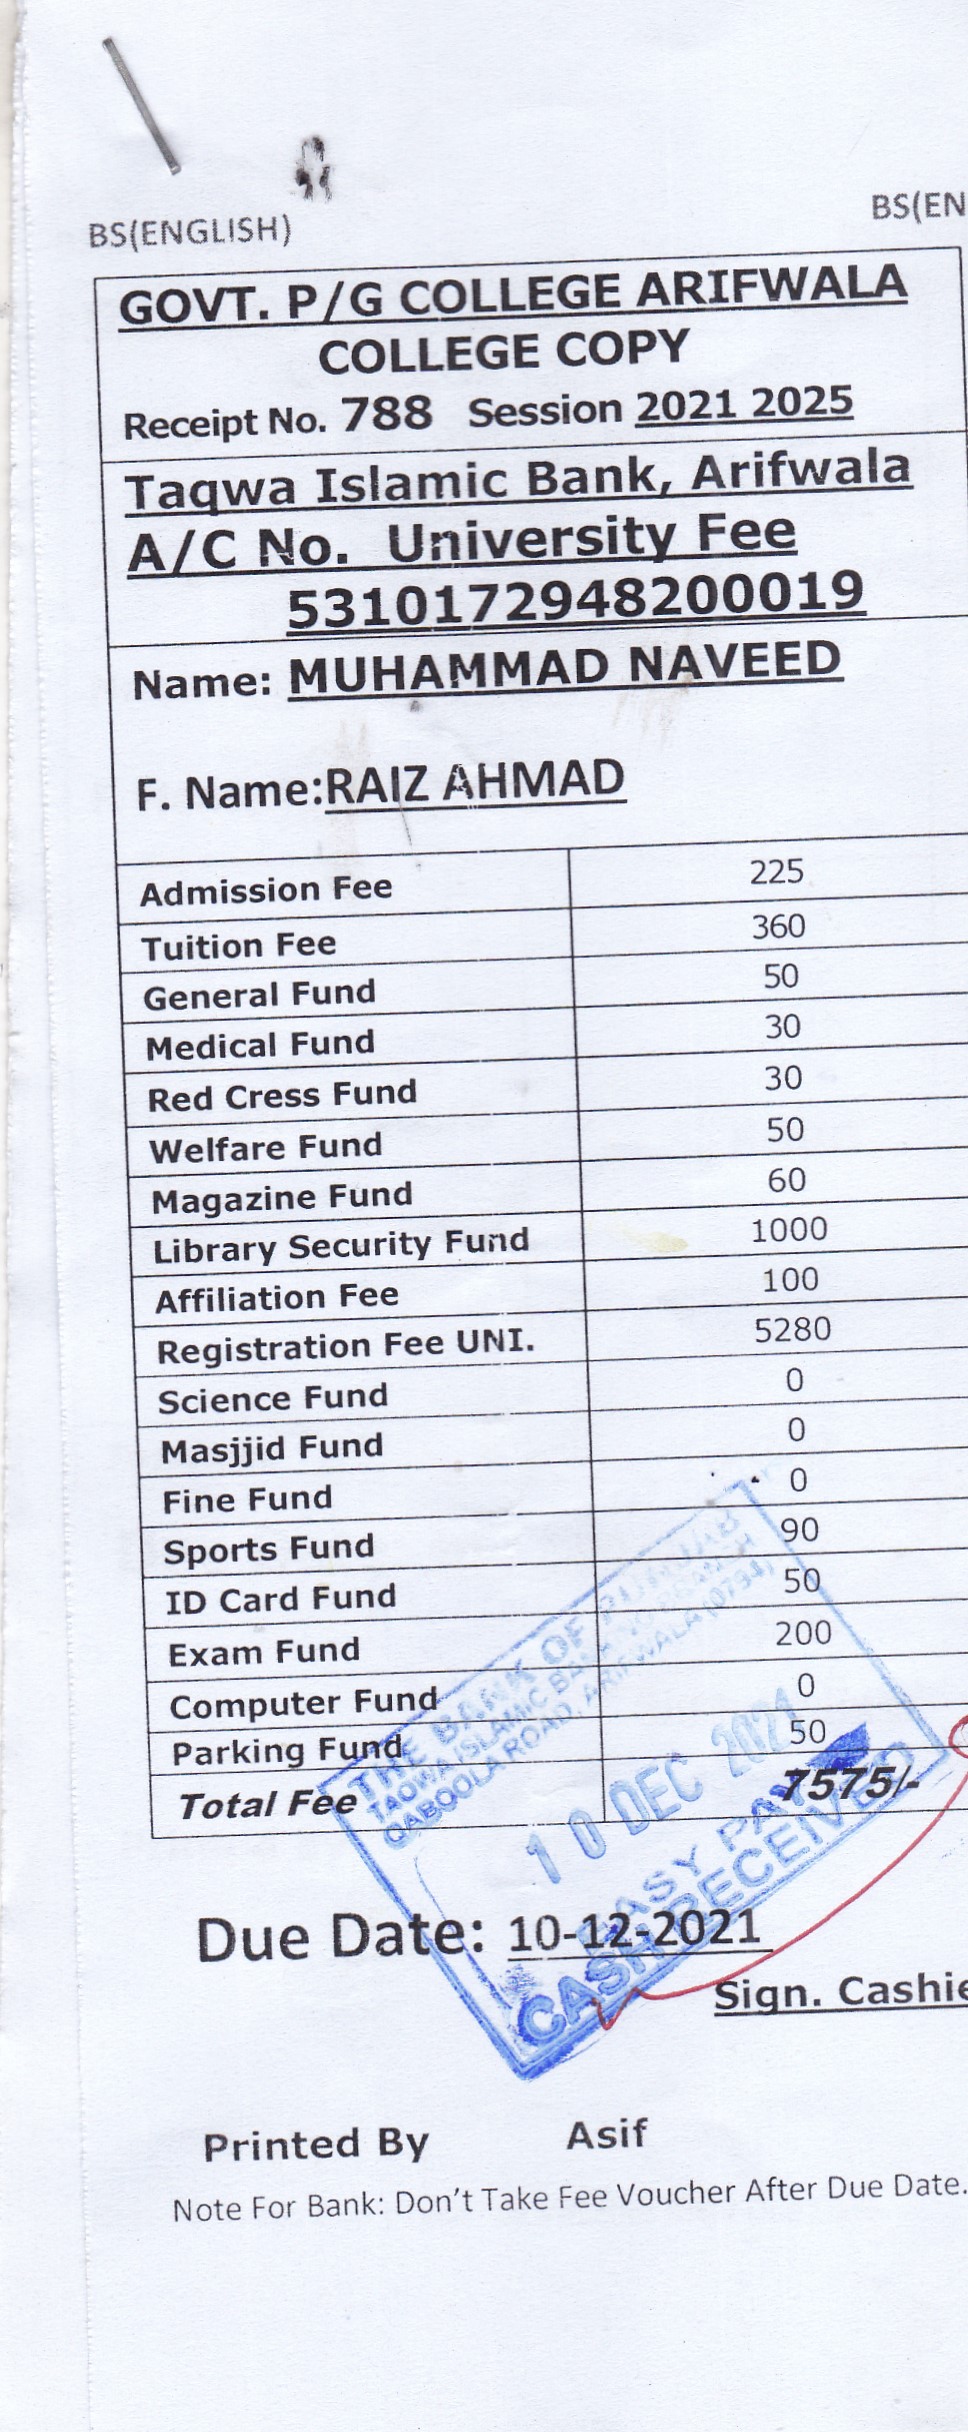 BS(ENGLISH)
BS(EN
GOVT. P/G COLLEGE ARIFWALA
COLLEGE COPY
Receipt No. 788 Session 2021 2025
Taqwa Islamic Bank, Arifwala
A/C No. University Fee
5310172948200019
Name: MUHAMMAD NAVEED
F. Name:RAIZ AHMAD
Admission Fee 225
Tuition Fee 360
General Fund 50
Medical Fund 30
Red Cress Fund 30
Welfare Fund 50
Magazine Fund 60
Library Security Fund 1000
Affiliation Fee 100
Registration Fee UNI. 5280
Science Fund 0
Masjjid Fund 0
Fine Fund 0
Sports Fund 90
ID Card Fund 50
Exam Fund 200
Computer Fund 0
Parking Fund 50
Total Fee 7575/-
THE BANK OF PUNJAB
TAQWA ISLAMIC BANKING BRANCH
QABOOLA ROAD, ARIFWALA (0794)
10 DEC 2021
EASY PAY
CASH RECEIVED
Due Date: 10-12-2021
Sign. Cashie
Printed By Asif
Note For Bank: Don't Take Fee Voucher After Due Date.